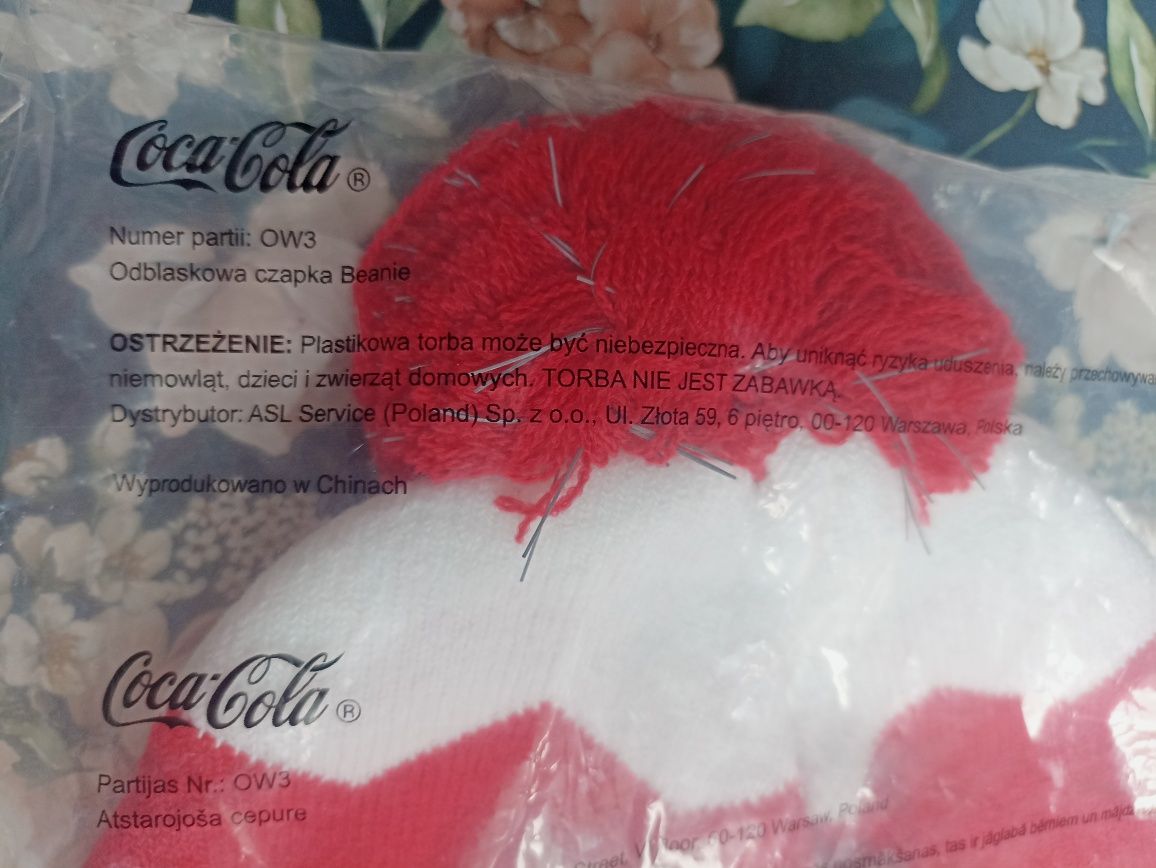 Coca-Cola ®
Numer partii: OW3
Odblaskowa czapka Beanie
OSTRZEŻENIE: Plastikowa torba może być niebezpieczna. Aby uniknąć ryzyka uduszenia, należy przechowywa
niemowląt, dzieci i zwierząt domowych. TORBA NIE JEST ZABAWKĄ.
Dystrybutor: ASL Service (Poland) Sp. z o.o., Ul. Złota 59, 6 piętro, 00-120 Warszawa, Polska
Wyprodukowano w Chinach
Coca-Cola ®
Partijas Nr.: OW3
Atstarojoša cepure
Street, 00-120 Warsaw, Poland
tas ir jāglabā bērniem un